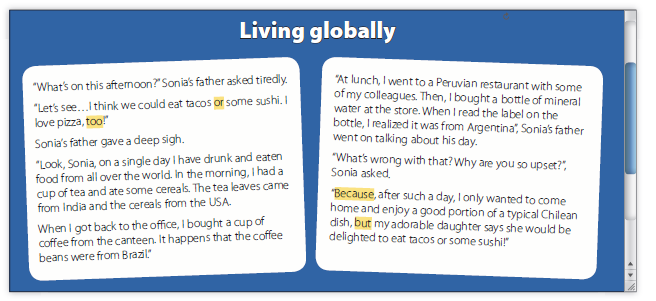 Living globally
“What’s on this afternoon?” Sonia’s father asked tiredly.
“Let’s see…I think we could eat tacos or some sushi. I
love pizza, too!”
Sonia’s father gave a deep sigh.
“Look, Sonia, on a single day I have drunk and eaten
food from all over the world. In the morning, I had a
cup of tea and ate some cereals. The tea leaves came
from India and the cereals from the USA.
When I got back to the office, I bought a cup of
coffee from the canteen. It happens that the coffee
beans were from Brazil.”
“At lunch, I went to a Peruvian restaurant with some
of my colleagues. Then, I bought a bottle of mineral
water at the store. When I read the label on the
bottle, I realized it was from Argentina”, Sonia’s father
went on talking about his day.
“What’s wrong with that? Why are you so upset?”,
Sonia asked.
“Because, after such a day, I only wanted to come
home and enjoy a good portion of a typical Chilean
dish, but my adorable daughter says she would be
delighted to eat tacos or some sushi!”